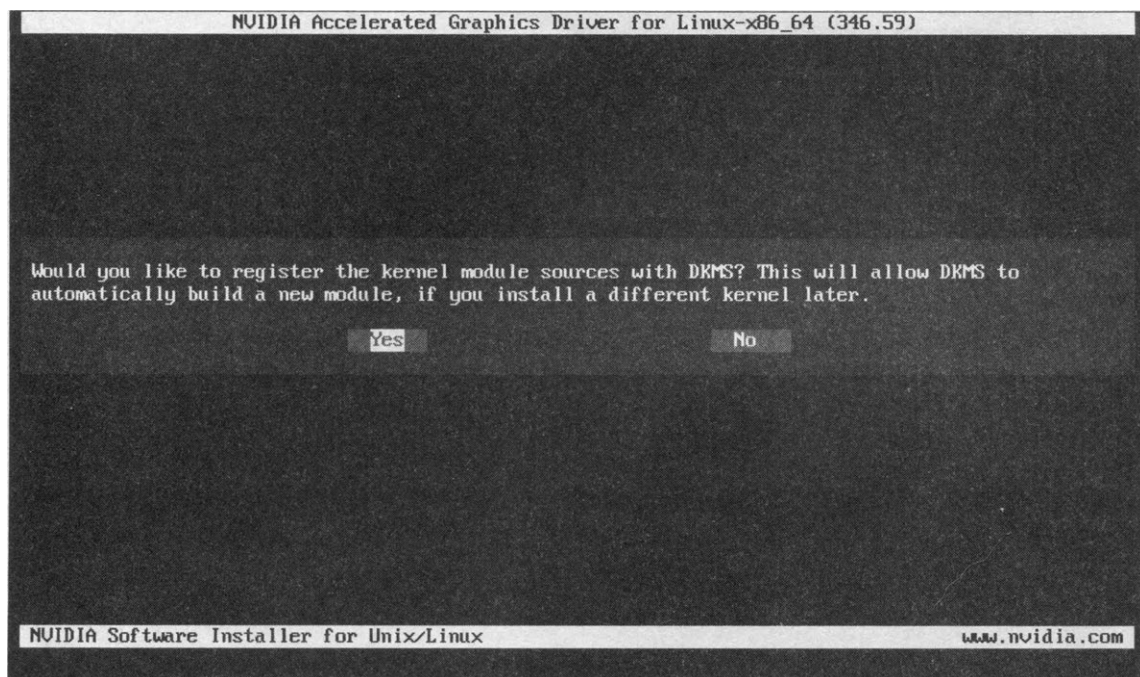 NVIDIA Accelerated Graphics Driver for Linux-x86_64 (346.59)
Would you like to register the kernel module sources with DKMS? This will allow DKMS to
automatically build a new module, if you install a different kernel later.
Yes No
NVIDIA Software Installer for Unix/Linux www.nvidia.com